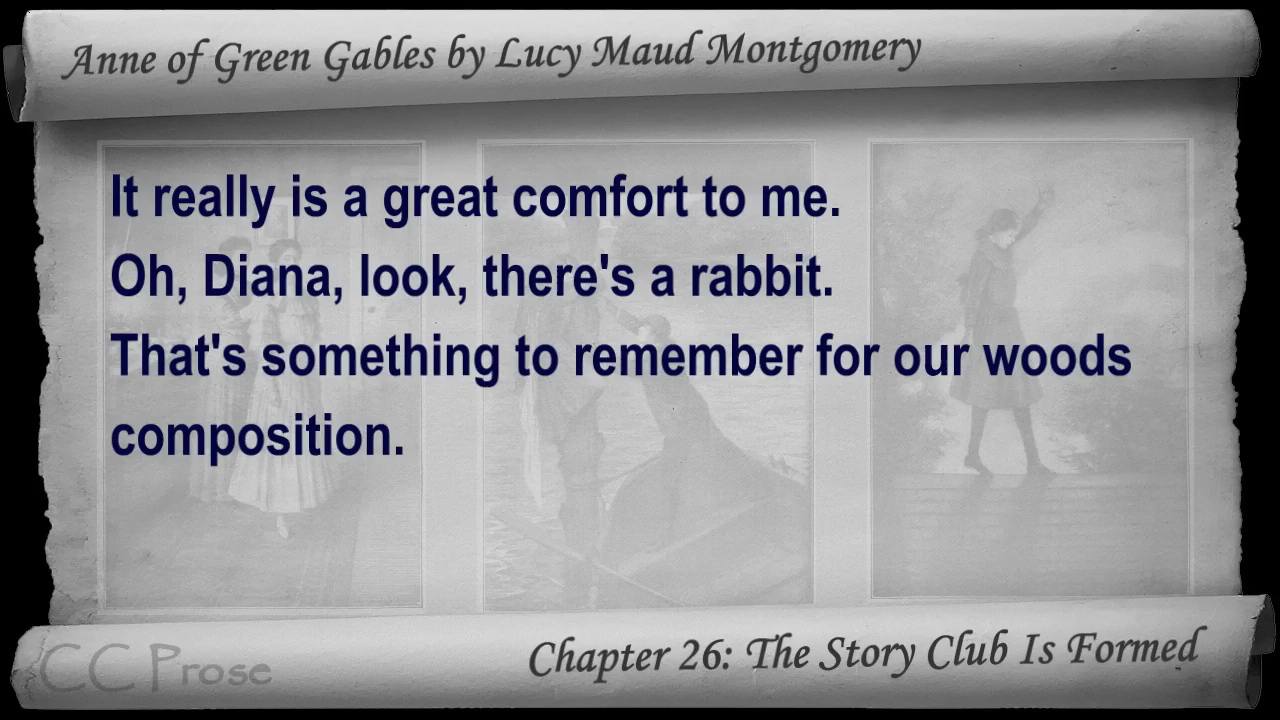 Anne of Green Gables by Lucy Maud Montgomery
It really is a great comfort to me.
Oh, Diana, look, there's a rabbit.
That's something to remember for our woods
composition.
CC Prose
Chapter 26: The Story Club Is Formed